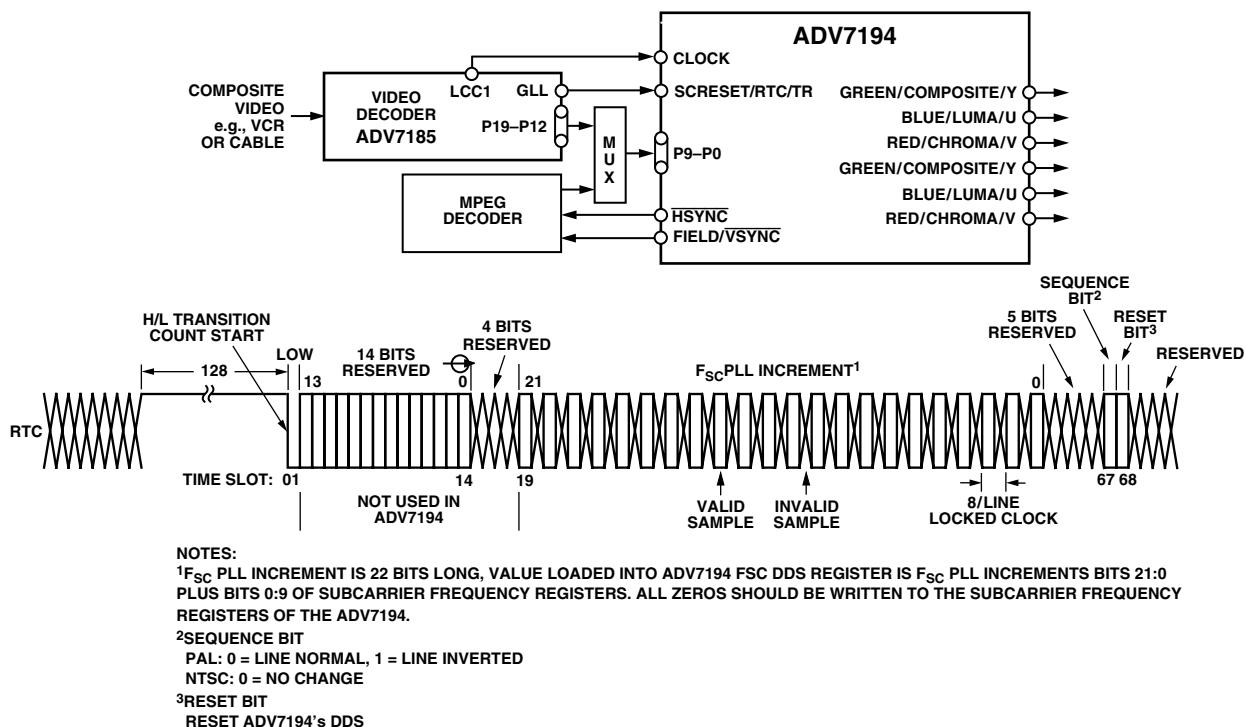 ADV7194
COMPOSITE
VIDEO
e.g., VCR
OR CABLE
VIDEO
DECODER
ADV7185
LCC1
GLL
P19–P12
M
U
X
MPEG
DECODER
CLOCK
SCRESET/RTC/TR
P9–P0
HSYNC
FIELD/VSYNC
GREEN/COMPOSITE/Y
BLUE/LUMA/U
RED/CHROMA/V
GREEN/COMPOSITE/Y
BLUE/LUMA/U
RED/CHROMA/V
H/L TRANSITION
COUNT START
128
LOW
13
14 BITS
RESERVED
0
4 BITS
RESERVED
21
FSC PLL INCREMENT1
0
5 BITS
RESERVED
SEQUENCE
BIT2
RESET
BIT3
RESERVED
RTC
TIME SLOT: 01
14
19
67 68
NOT USED IN
ADV7194
VALID
SAMPLE
INVALID
SAMPLE
8/LINE
LOCKED CLOCK
NOTES:
1FSC PLL INCREMENT IS 22 BITS LONG, VALUE LOADED INTO ADV7194 FSC DDS REGISTER IS FSC PLL INCREMENTS BITS 21:0
PLUS BITS 0:9 OF SUBCARRIER FREQUENCY REGISTERS. ALL ZEROS SHOULD BE WRITTEN TO THE SUBCARRIER FREQUENCY
REGISTERS OF THE ADV7194.
2SEQUENCE BIT
PAL: 0 = LINE NORMAL, 1 = LINE INVERTED
NTSC: 0 = NO CHANGE
3RESET BIT
RESET ADV7194's DDS